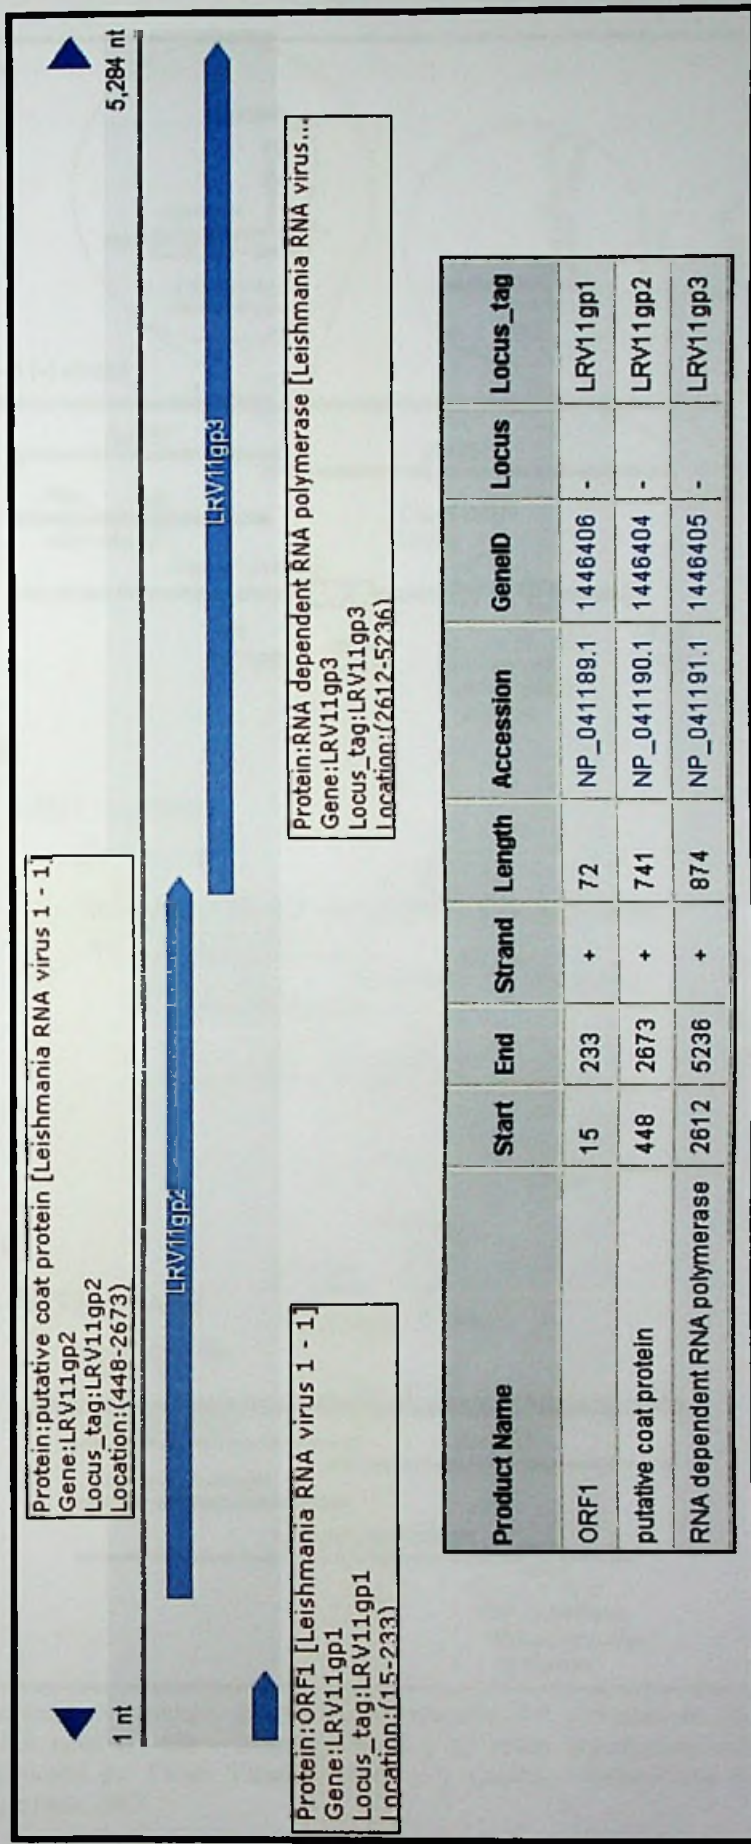 Protein:putative coat protein [Leishmania RNA virus 1 - 1]
Gene:LRV11gp2
Locus_tag:LRV11gp2
Location:(448-2673)
1 nt
5,284 nt
LRV11gp2
LRV11gp3
Protein:ORF1 [Leishmania RNA virus 1 - 1]
Gene:LRV11gp1
Locus_tag:LRV11gp1
Location:(15-233)
Protein:RNA dependent RNA polymerase [Leishmania RNA virus...
Gene:LRV11gp3
Locus_tag:LRV11gp3
Location:(2612-5236)
Product Name Start End Strand Length Accession GeneID Locus Locus_tag
ORF1 15 233 + 72 NP_041189.1 1446406 - LRV11gp1
putative coat protein 448 2673 + 741 NP_041190.1 1446404 - LRV11gp2
RNA dependent RNA polymerase 2612 5236 + 874 NP_041191.1 1446405 - LRV11gp3